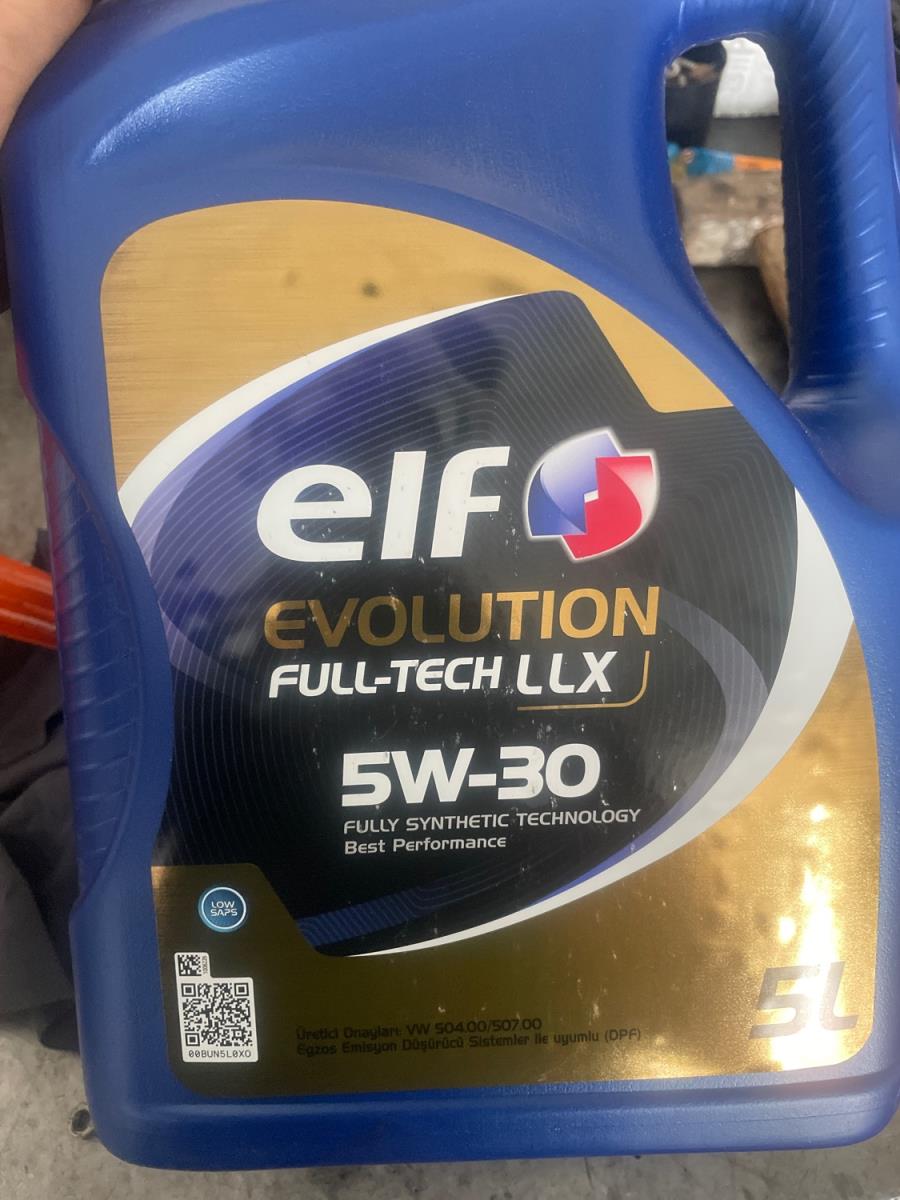 elf
EVOLUTION
FULL-TECH LLX
5W-30
FULLY SYNTHETIC TECHNOLOGY
Best Performance
LOW
SAPS
00BUN5L0XO
5L
Üretici Onayları: VW 504.00/507.00
Egzos Emisyon Düşürücü Sistemler ile uyumlu (DPF)